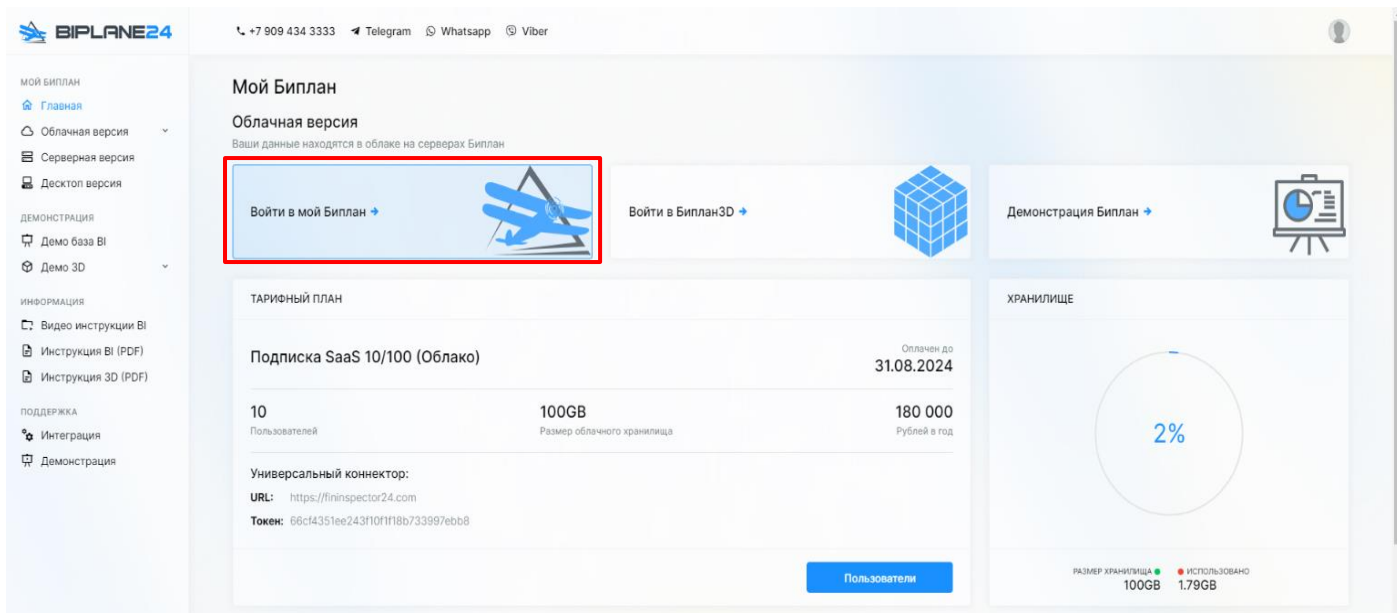 BIPLANE24
+7 909 434 3333 Telegram Whatsapp Viber
МОЙ БИПЛАН
Главная
Облачная версия
Серверная версия
Десктоп версия
ДЕМОНСТРАЦИЯ
Демо база BI
Демо 3D
ИНФОРМАЦИЯ
Видео инструкции BI
Инструкция BI (PDF)
Инструкция 3D (PDF)
ПОДДЕРЖКА
Интеграция
Демонстрация
Мой Биплан
Облачная версия
Ваши данные находятся в облаке на серверах Биплан
Войти в мой Биплан →
Войти в Биплан3D →
Демонстрация Биплан →
ТАРИФНЫЙ ПЛАН
Подписка SaaS 10/100 (Облако)
Оплачен до
31.08.2024
10
Пользователей
100GB
Размер облачного хранилища
180 000
Рублей в год
Универсальный коннектор:
URL: https://fininspector24.com
Токен: 66cf4351ee243f10f1f18b733997ebb8
Пользователи
ХРАНИЛИЩЕ
2%
РАЗМЕР ХРАНИЛИЩА
100GB
ИСПОЛЬЗОВАНО
1.79GB